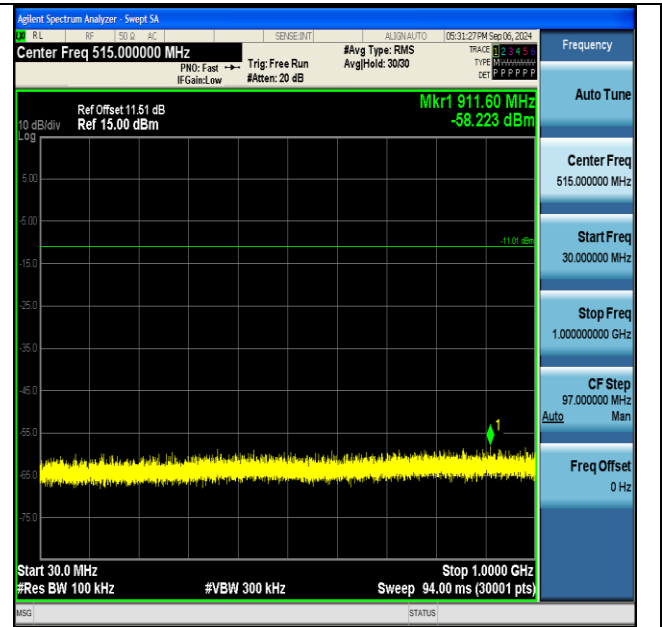 Agilent Spectrum Analyzer - Swept SA
LXI RL RF 50 Ω AC SENSE:INT ALIGN AUTO 05:31:27 PM Sep 06, 2024
Center Freq 515.000000 MHz #Avg Type: RMS TRACE 1 2 3 4 5 6
PNO: Fast Trig: Free Run Avg|Hold: 30/30 TYPE M
IFGain:Low #Atten: 20 dB DET P P P P P P
Mkr1 911.60 MHz
Ref Offset 11.51 dB
10 dB/div Ref 15.00 dBm -58.223 dBm
Log
5.00
-5.00
-11.01 dBm
-15.0
-25.0
-35.0
-45.0
-55.0
1
-65.0
-75.0
Start 30.0 MHz Stop 1.0000 GHz
#Res BW 100 kHz #VBW 300 kHz Sweep 94.00 ms (30001 pts)
MSG STATUS
Frequency
Auto Tune
Center Freq
515.000000 MHz
Start Freq
30.000000 MHz
Stop Freq
1.000000000 GHz
CF Step
97.000000 MHz
Auto Man
Freq Offset
0 Hz